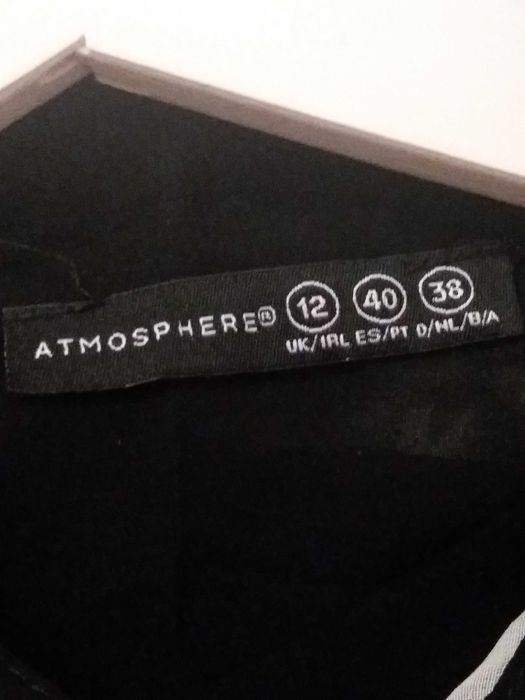 ATMOSPHERE® 12 40 38
UK/IRL ES/PT D/NL/B/A